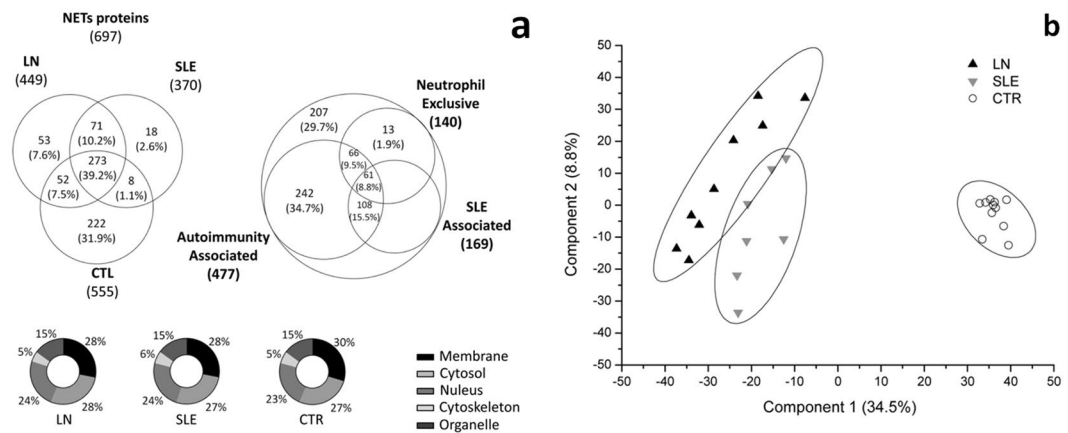 NETs proteins
(697)
a
LN
(449)
SLE
(370)
53
(7.6%)
71
(10.2%)
18
(2.6%)
273
(39.2%)
52
(7.5%)
8
(1.1%)
222
(31.9%)
CTL
(555)
Neutrophil
Exclusive
(140)
207
(29.7%)
13
(1.9%)
66
(9.5%)
61
(8.8%)
242
(34.7%)
108
(15.5%)
SLE
Associated
(169)
Autoimmunity
Associated
(477)
15%
28%
5%
24%
28%
LN
15%
28%
6%
24%
27%
SLE
15%
30%
5%
23%
27%
CTR
Membrane
Cytosol
Nuleus
Cytoskeleton
Organelle
b
LN
SLE
CTR
Component 2 (8.8%)
50
40
30
20
10
0
-10
-20
-30
-40
-50
-50 -40 -30 -20 -10 0 10 20 30 40 50
Component 1 (34.5%)